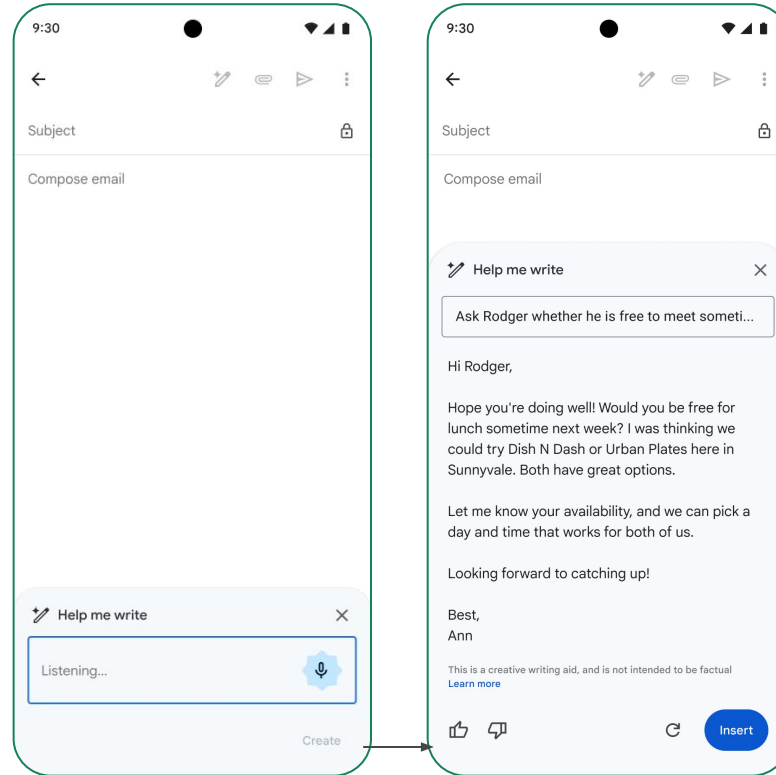 9:30
Subject
Compose email
Help me write
Listening...
Create
9:30
Subject
Compose email
Help me write
Ask Rodger whether he is free to meet someti...
Hi Rodger,
Hope you're doing well! Would you be free for
lunch sometime next week? I was thinking we
could try Dish N Dash or Urban Plates here in
Sunnyvale. Both have great options.
Let me know your availability, and we can pick a
day and time that works for both of us.
Looking forward to catching up!
Best,
Ann
This is a creative writing aid, and is not intended to be factual
Learn more
Insert